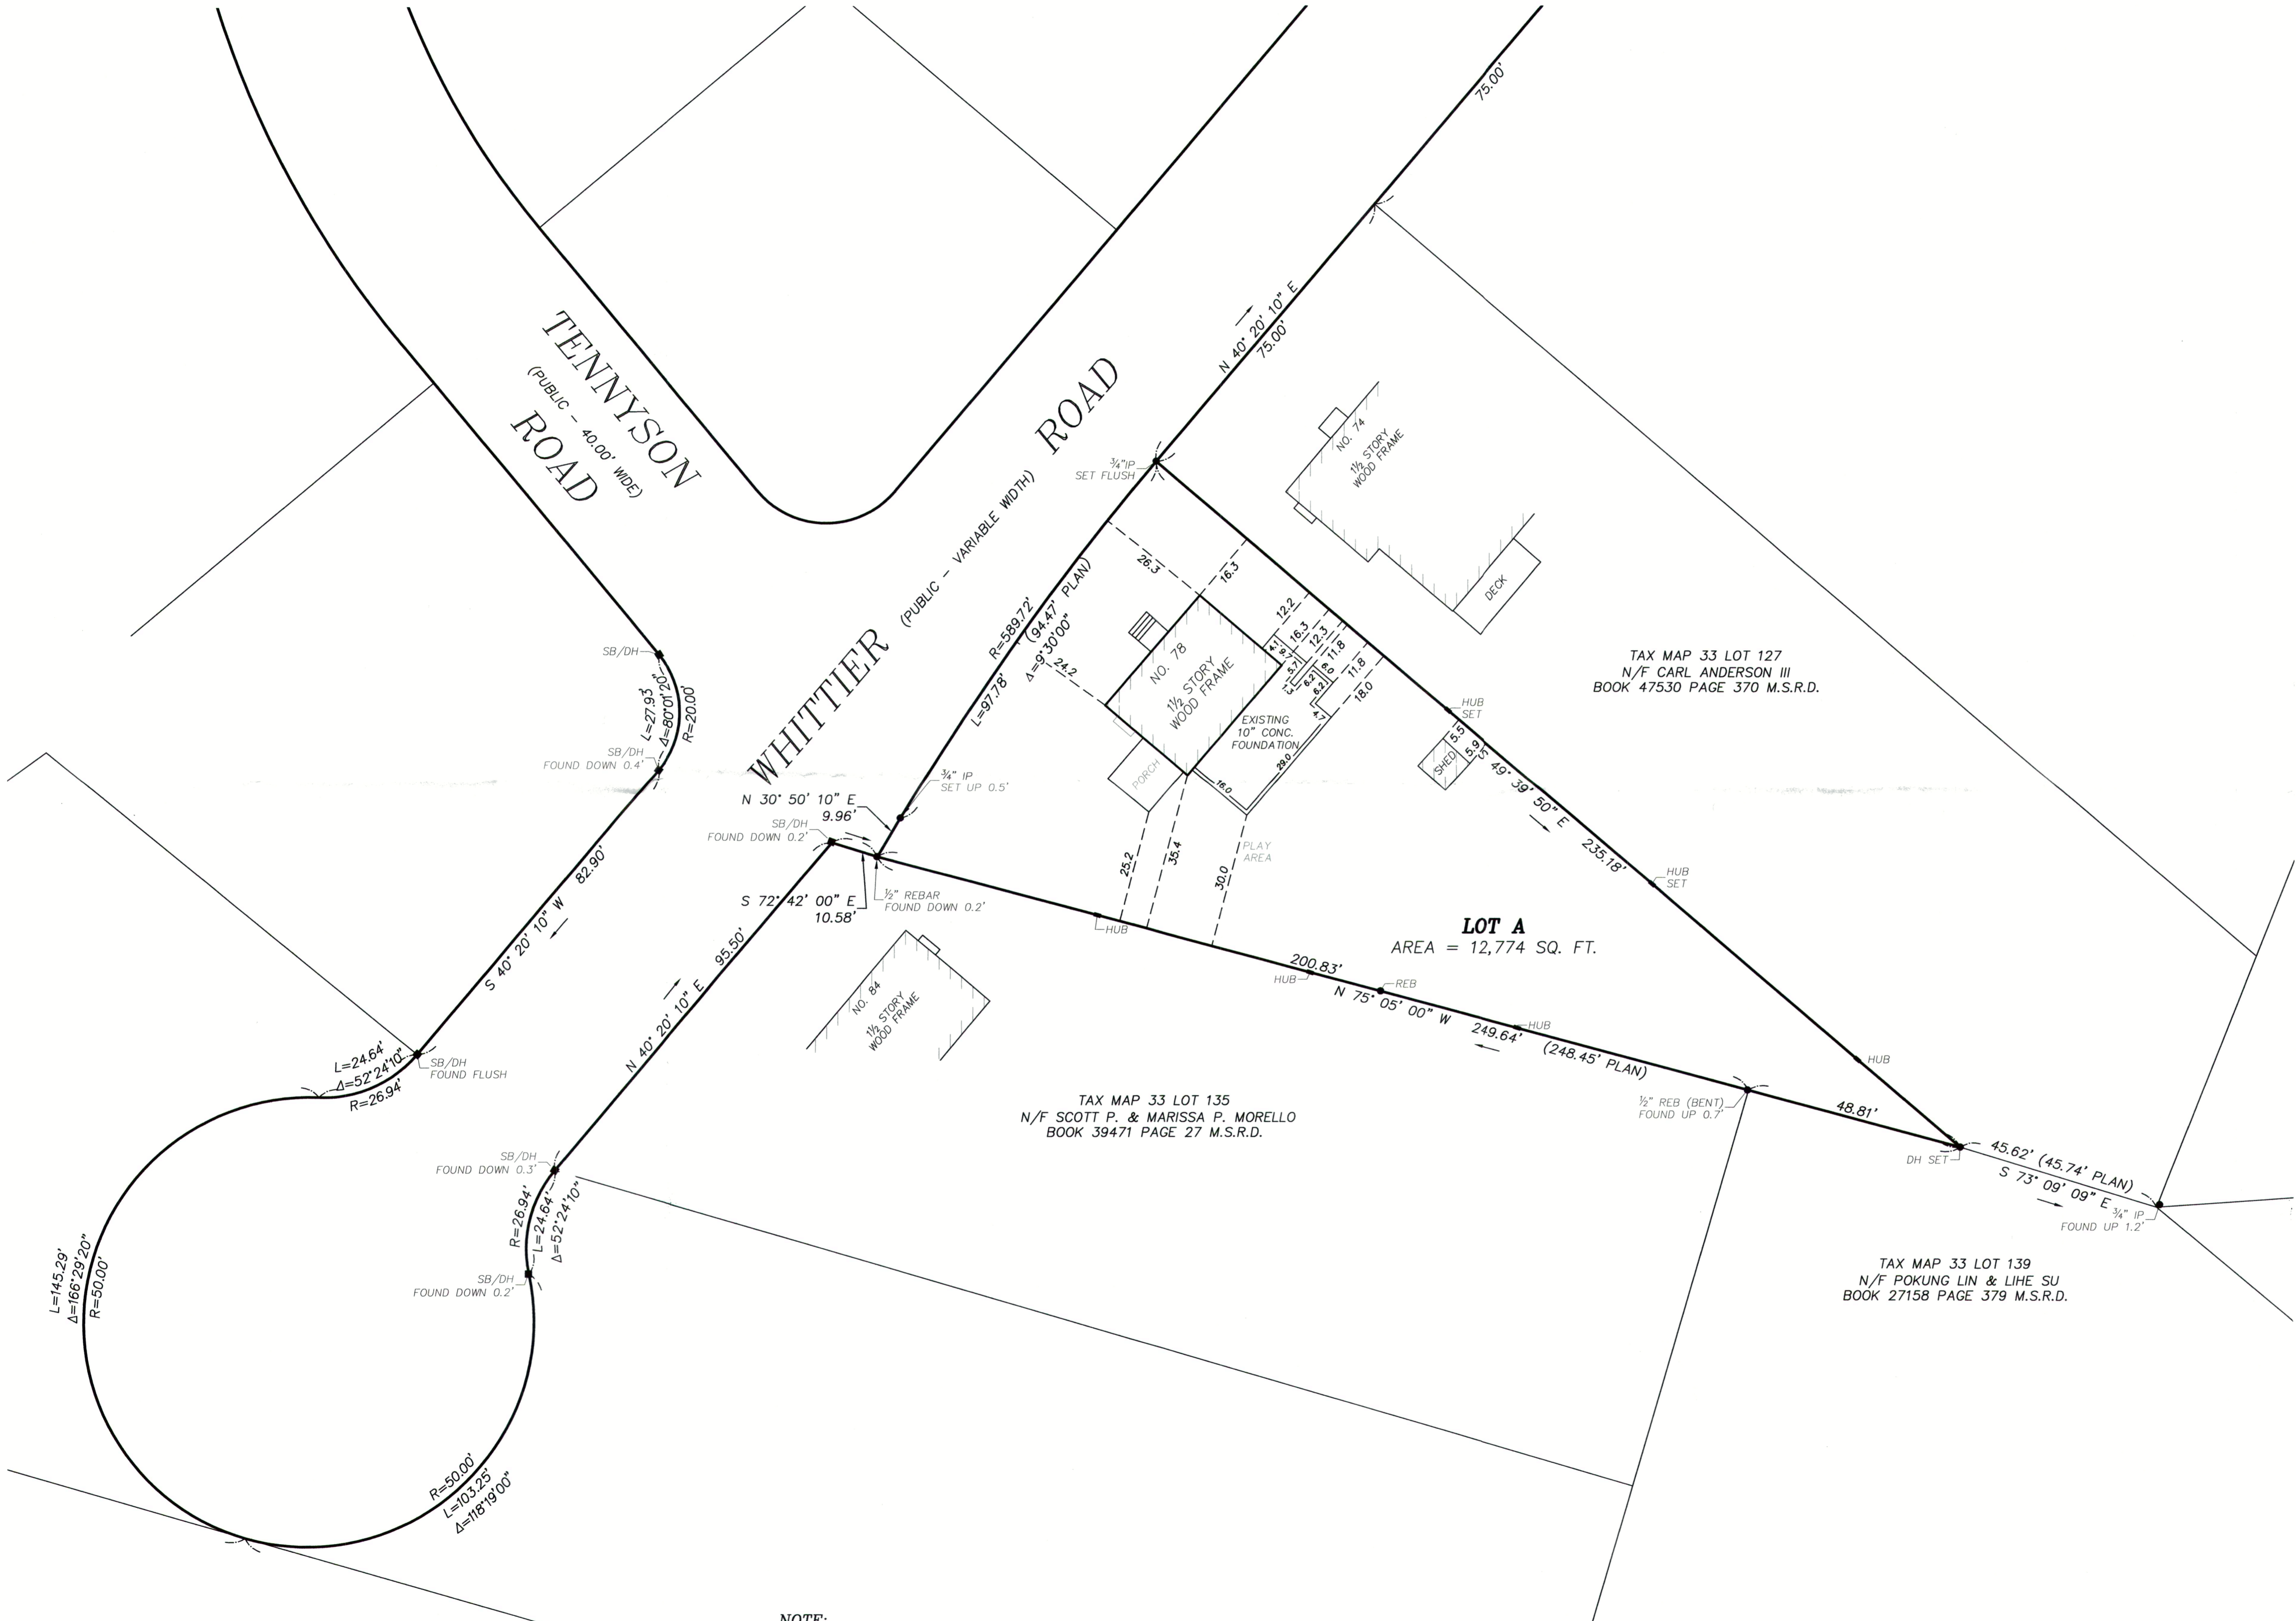 75.00'
TENNYSON
(PUBLIC - 40.00' WIDE)
ROAD
N 40° 20' 10" E
75.00'
WHITTIER
(PUBLIC - VARIABLE WIDTH)
ROAD
¾"IP
SET FLUSH
NO. 74
1½ STORY
WOOD FRAME
DECK
26.3
16.3
R=589.72'
(94.47' PLAN)
Δ=9°30'00"
L=97.78'
24.2
NO. 78
1½ STORY
WOOD FRAME
12.2
16.3
12.3
11.8
11.8
18.0
4.1
9.7
5.7
6.0
6.2
6.2
4.7
29.0
16.0
EXISTING
10" CONC.
FOUNDATION
PORCH
PLAY
AREA
25.2
35.4
30.0
TAX MAP 33 LOT 127
N/F CARL ANDERSON III
BOOK 47530 PAGE 370 M.S.R.D.
SB/DH
L=27.93'
Δ=80°01'20"
R=20.00'
SB/DH
FOUND DOWN 0.4'
HUB
SET
5.5
5.9
SHED
S 49° 39' 50" E
235.18'
¾" IP
SET UP 0.5'
N 30° 50' 10" E
9.96'
SB/DH
FOUND DOWN 0.2'
S 72° 42' 00" E
10.58'
½" REBAR
FOUND DOWN 0.2'
HUB
SET
S 40° 20' 10" W
82.90'
LOT A
AREA = 12,774 SQ. FT.
HUB
200.83'
HUB
REB
N 75° 05' 00" W
249.64'
(248.45' PLAN)
HUB
HUB
N 40° 20' 10" E
95.50'
NO. 84
1½ STORY
WOOD FRAME
L=24.64'
Δ=52°24'10"
R=26.94'
SB/DH
FOUND FLUSH
TAX MAP 33 LOT 135
N/F SCOTT P. & MARISSA P. MORELLO
BOOK 39471 PAGE 27 M.S.R.D.
½" REB (BENT)
FOUND UP 0.7'
48.81'
DH SET
45.62' (45.74' PLAN)
S 73° 09' 09" E
¾" IP
FOUND UP 1.2'
SB/DH
FOUND DOWN 0.3'
R=26.94'
L=24.64'
Δ=52°24'10"
SB/DH
FOUND DOWN 0.2'
L=145.29'
Δ=166°29'20"
R=50.00'
TAX MAP 33 LOT 139
N/F POKUNG LIN & LIHE SU
BOOK 27158 PAGE 379 M.S.R.D.
R=50.00'
L=103.25'
Δ=118°19'00"
NOTE: